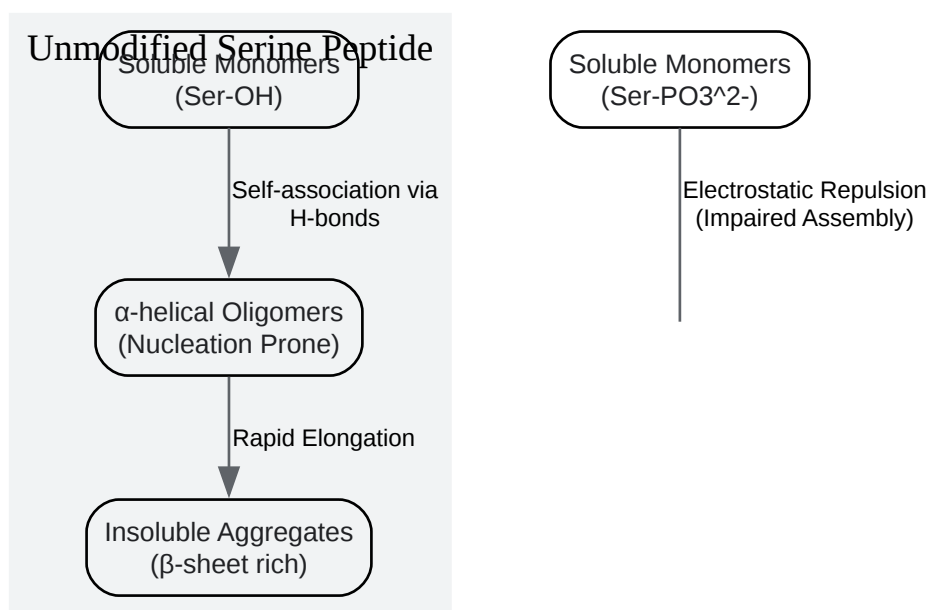 Unmodified Serine Peptide
Soluble Monomers
(Ser-OH)
Self-association via
H-bonds
α-helical Oligomers
(Nucleation Prone)
Rapid Elongation
Insoluble Aggregates
(β-sheet rich)
Soluble Monomers
(Ser-PO3^2-)
Electrostatic Repulsion
(Impaired Assembly)